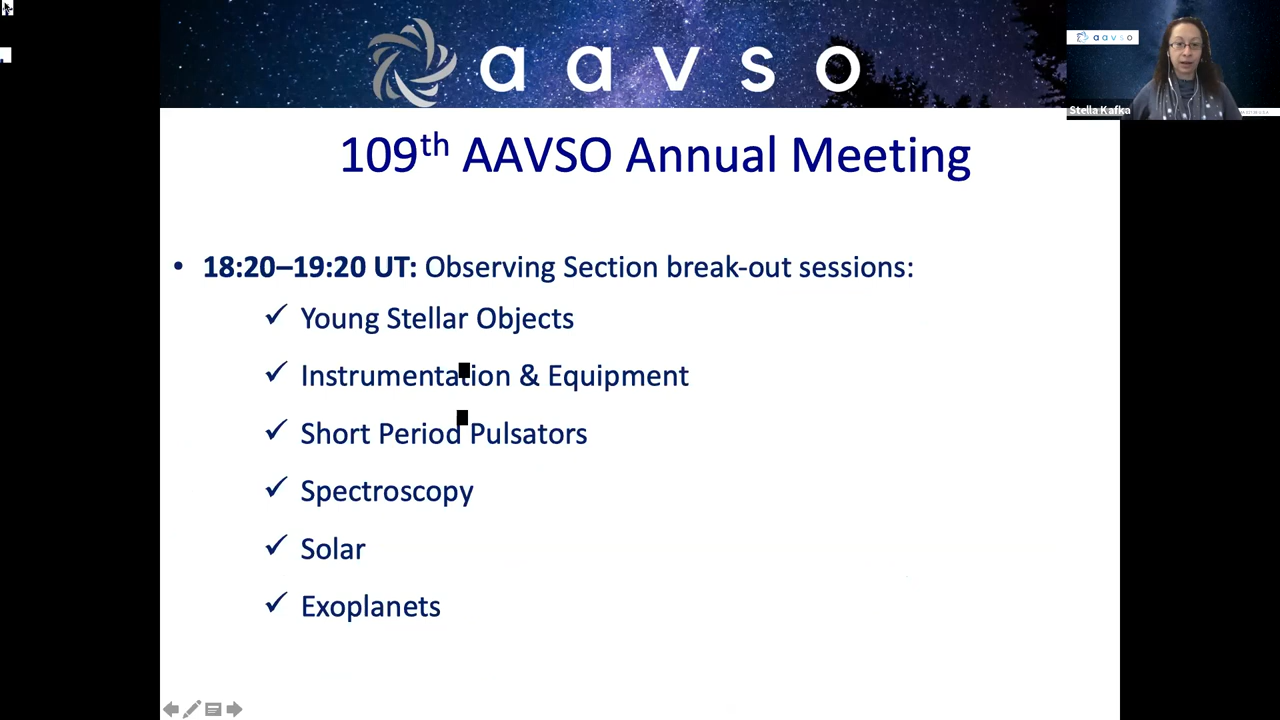 aavso
aavso
Stella Kafka
109th AAVSO Annual Meeting
• 18:20–19:20 UT: Observing Section break-out sessions:
✓ Young Stellar Objects
✓ Instrumentation & Equipment
✓ Short Period Pulsators
✓ Spectroscopy
✓ Solar
✓ Exoplanets